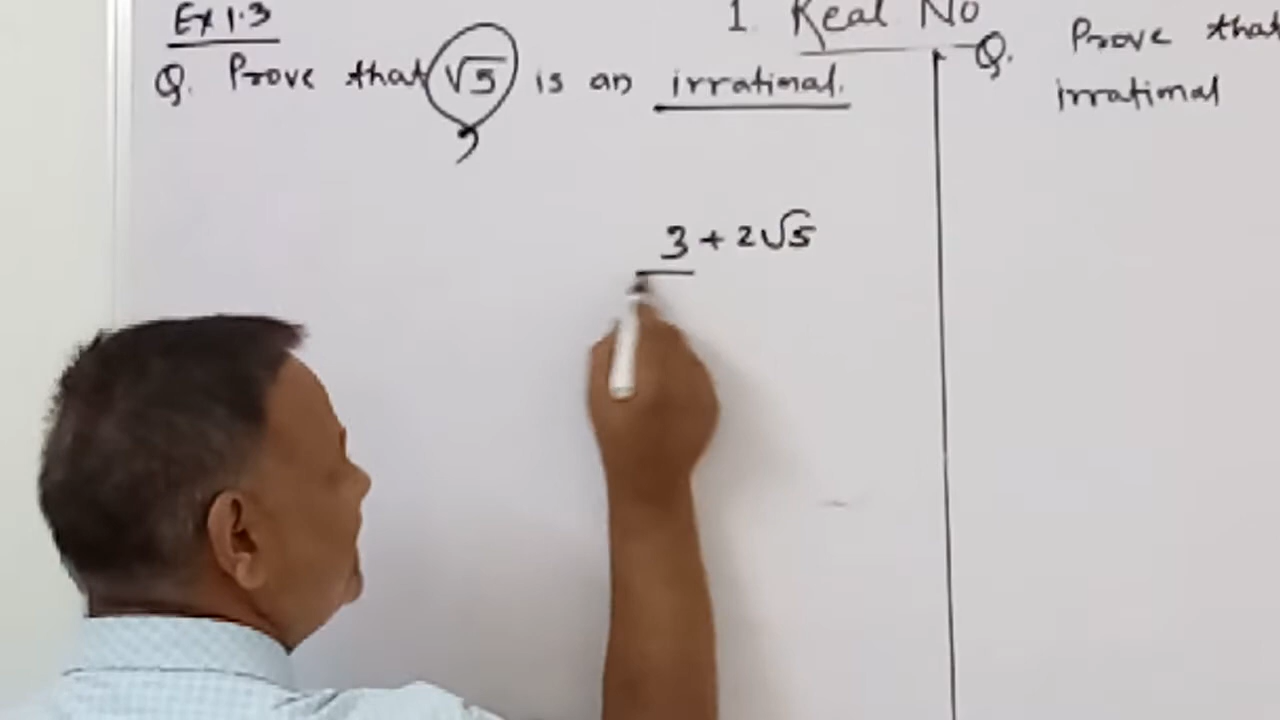 Ex 1.3
1. Real No
Q. Prove that √5 is an irrational.
3 + 2√5
Q. Prove that
irrational